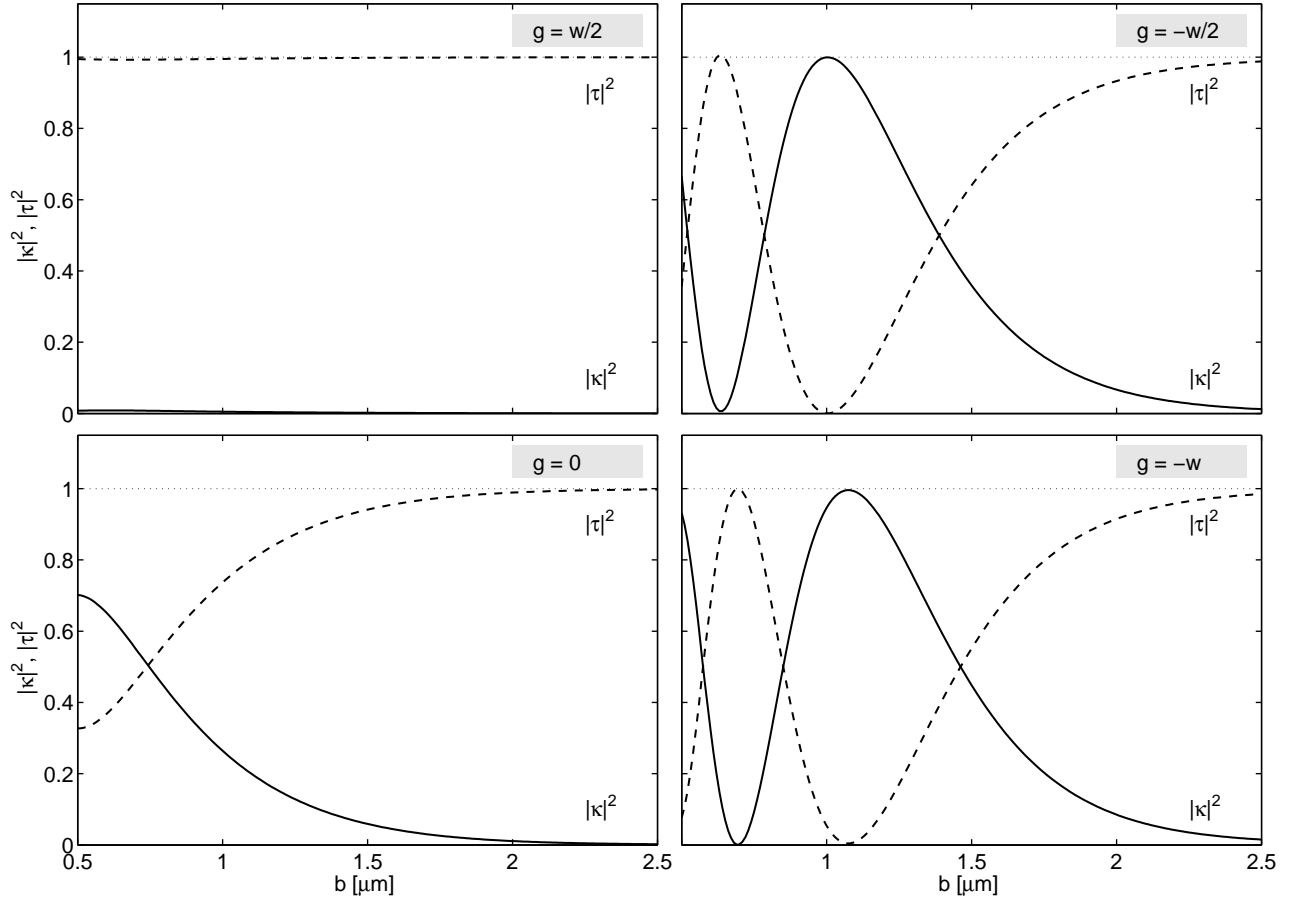 g = w/2
1
|τ|²
0.8
0.6
|κ|², |τ|²
0.4
0.2
|κ|²
0
g = −w/2
|τ|²
|κ|²
g = 0
1
|τ|²
0.8
0.6
|κ|², |τ|²
0.4
0.2
|κ|²
0
0.5 1 1.5 2 2.5
b [μm]
g = −w
|τ|²
|κ|²
1 1.5 2 2.5
b [μm]